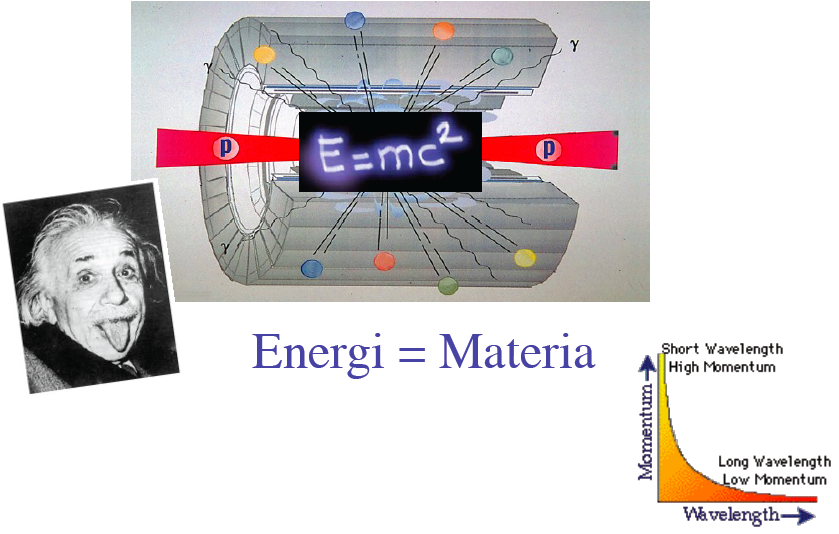 γ
γ
p
E=mc²
p
γ
Energi = Materia
Short Wavelength
High Momentum
Momentum
Long Wavelength
Low Momentum
Wavelength